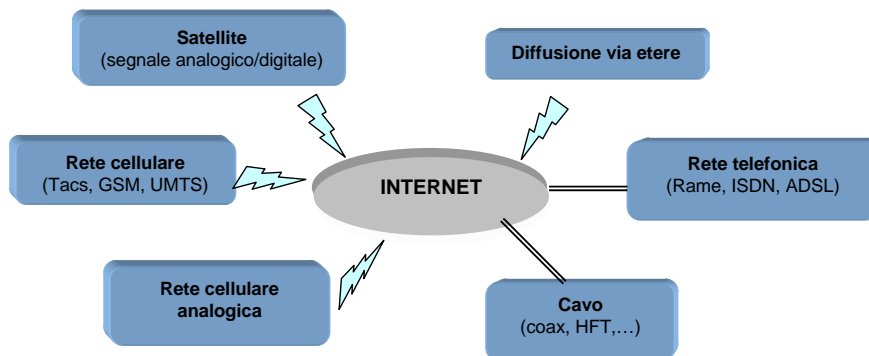 Satellite
(segnale analogico/digitale)
Diffusione via etere
Rete cellulare
(Tacs, GSM, UMTS)
INTERNET
Rete telefonica
(Rame, ISDN, ADSL)
Rete cellulare
analogica
Cavo
(coax, HFT,…)